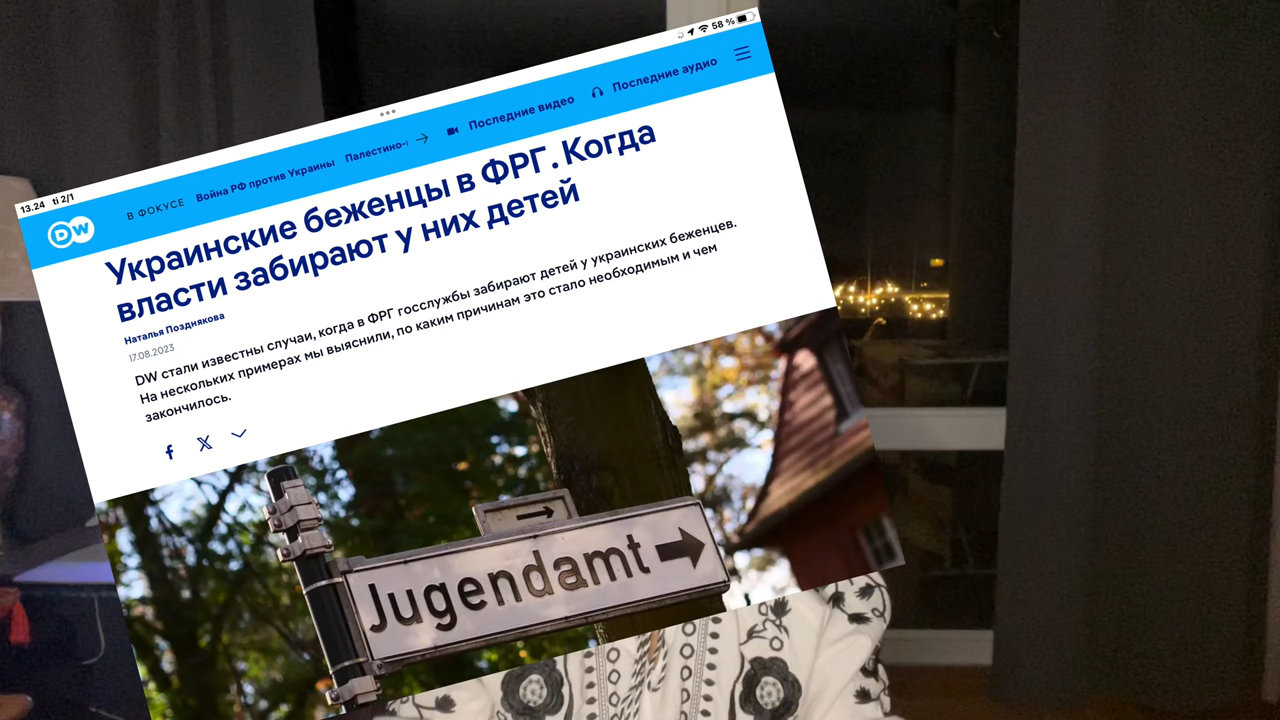 13.24 ti 2/1
58 %
DW
В ФОКУСЕ
Война РФ против Украины
Палестино-
Последние видео
Последние аудио
Украинские беженцы в ФРГ. Когда
власти забирают у них детей
Наталья Позднякова
17.08.2023
DW стали известны случаи, когда в ФРГ госслужбы забирают детей у украинских беженцев.
На нескольких примерах мы выяснили, по каким причинам это стало необходимым и чем
закончилось.
Jugendamt